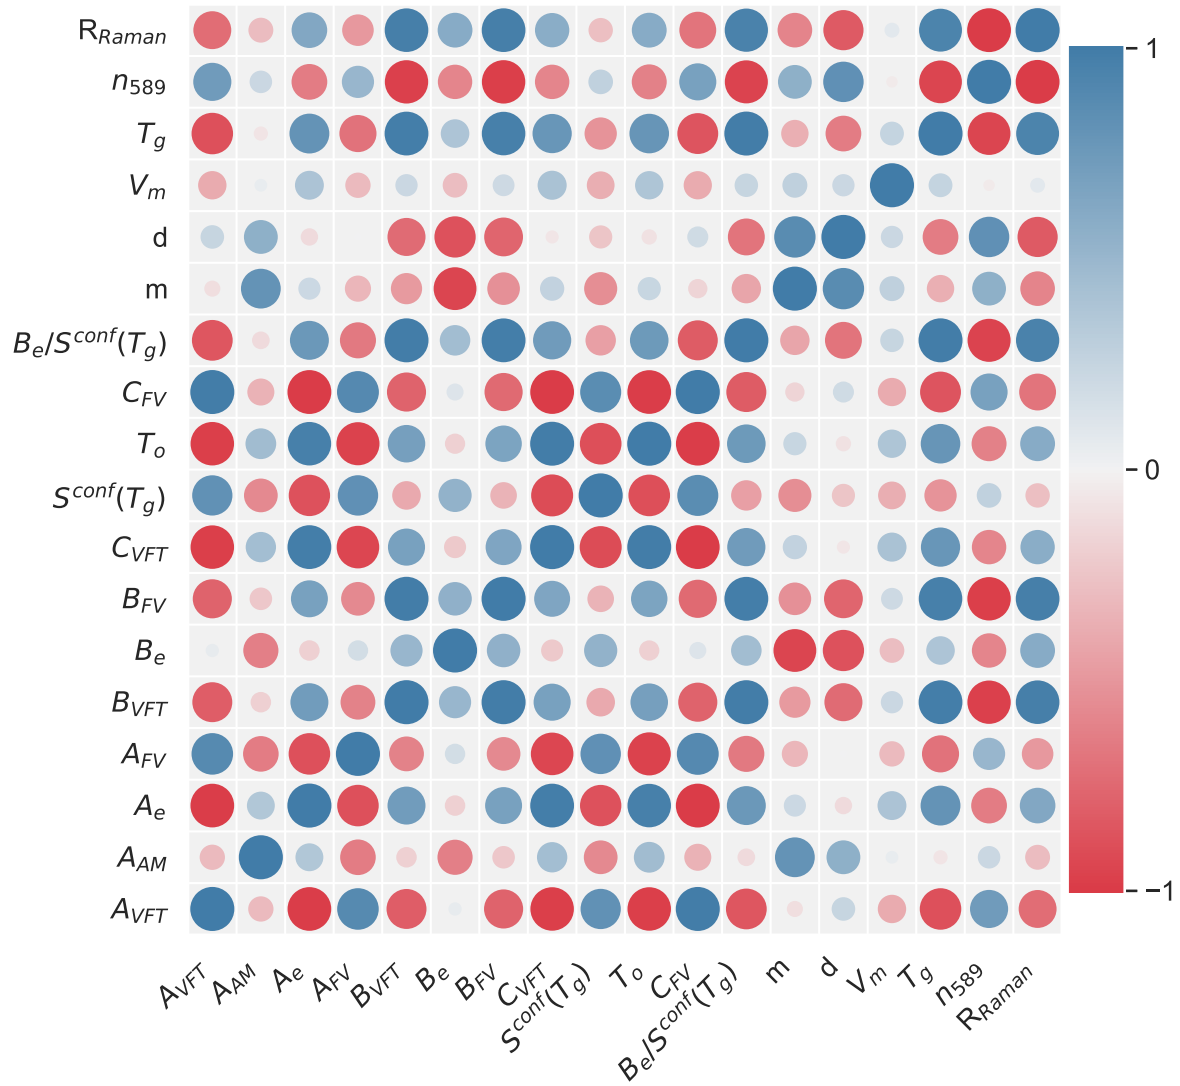 R_Raman
n_589
T_g
V_m
d
m
B_e/S^conf(T_g)
C_FV
T_o
S^conf(T_g)
C_VFT
B_FV
B_e
B_VFT
A_FV
A_e
A_AM
A_VFT
1
0
−1
A_VFT
A_AM
A_e
A_FV
B_VFT
B_e
B_FV
C_VFT
S^conf(T_g)
T_o
C_FV
B_e/S^conf(T_g)
m
d
V_m
T_g
n_589
R_Raman